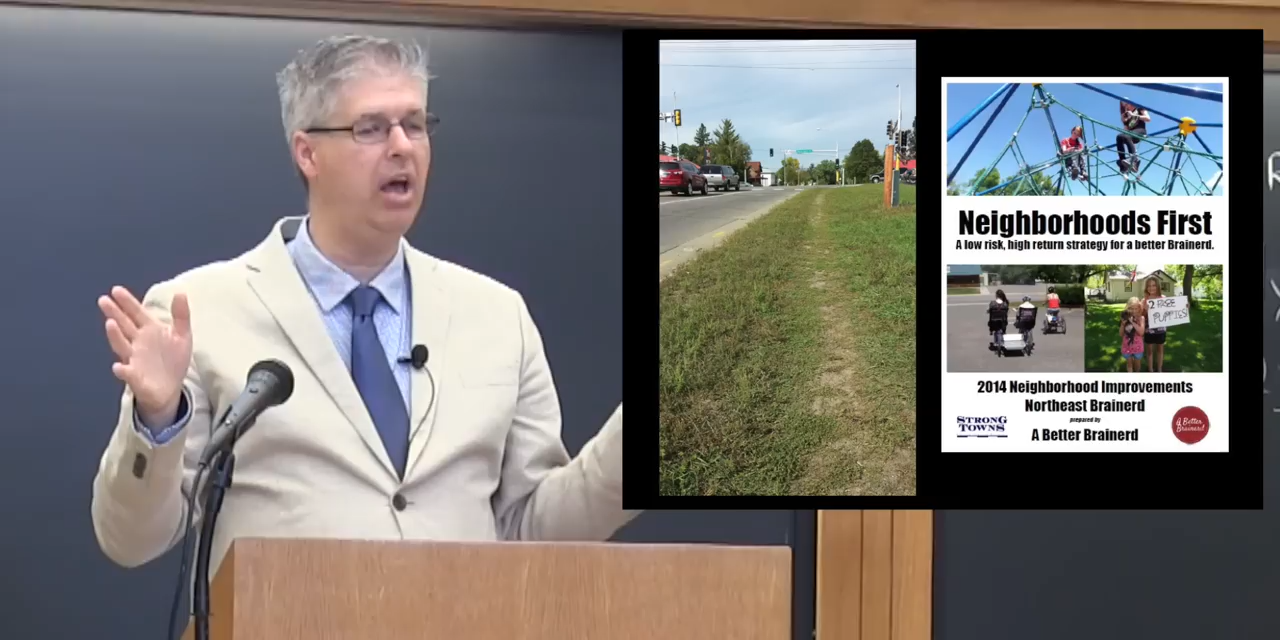 Neighborhoods First
A low risk, high return strategy for a better Brainerd.
2 FREE
PUPPIES!
2014 Neighborhood Improvements
Northeast Brainerd
prepared by
A Better Brainerd
STRONG
TOWNS
A Better
Brainerd